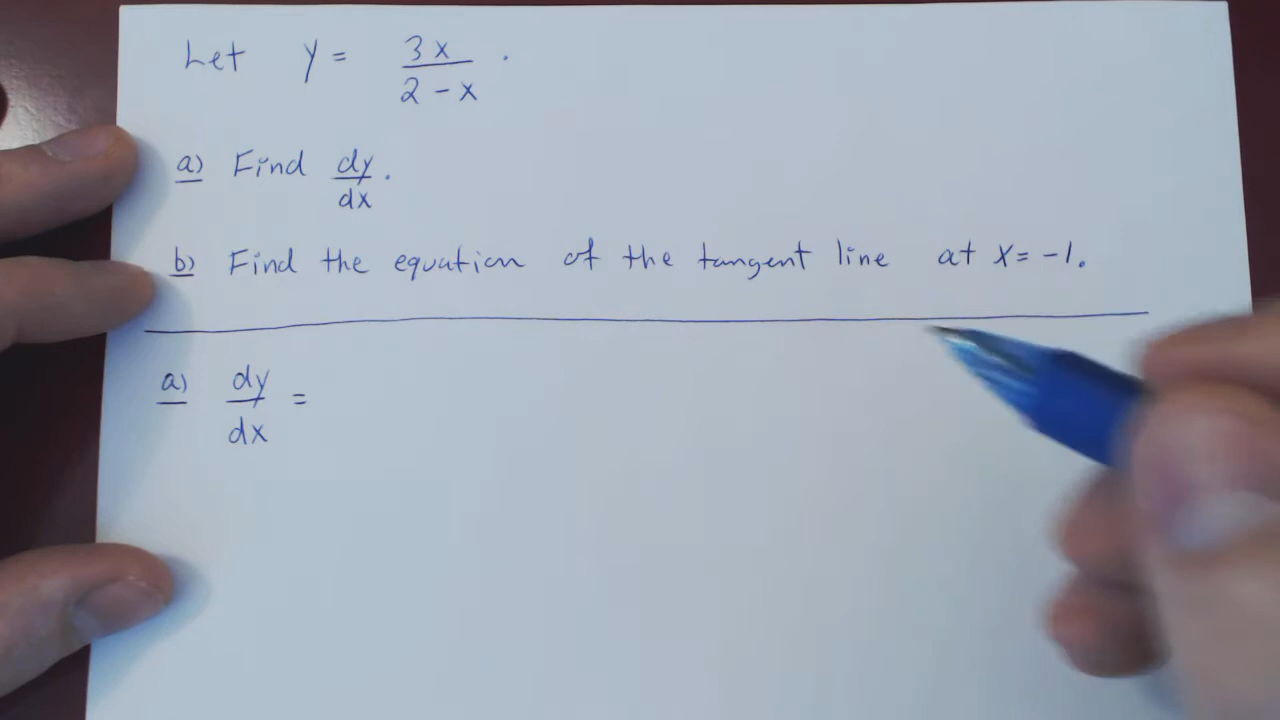 Let y = 3x / 2 - x .
a) Find dy/dx.
b) Find the equation of the tangent line at x = -1.
a) dy/dx =